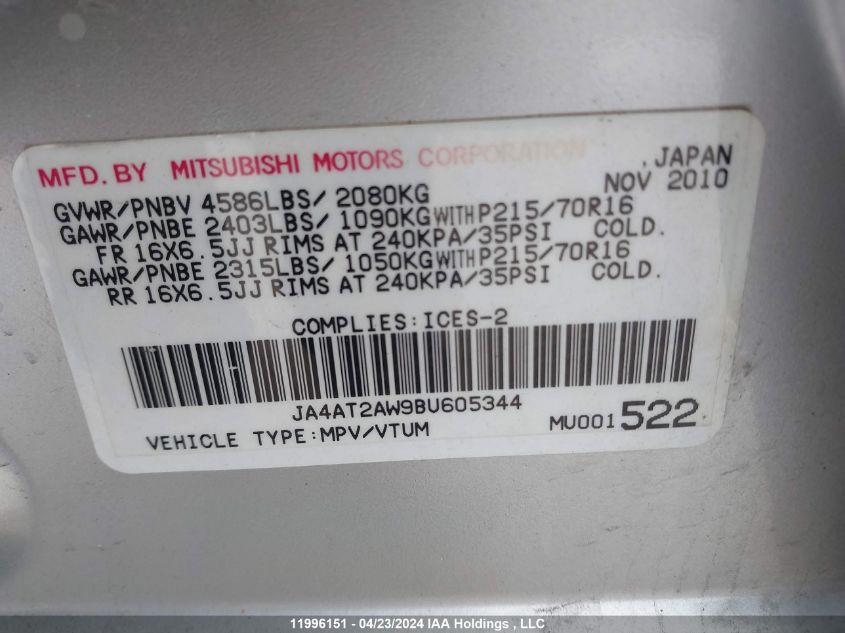 MFD. BY MITSUBISHI MOTORS CORPORATION , JAPAN
NOV 2010
GVWR/PNBV 4586LBS/ 2080KG
GAWR/PNBE 2403LBS/ 1090KG WITH P215/70R16
FR 16X6.5JJ RIMS AT 240KPA/35PSI COLD.
GAWR/PNBE 2315LBS/ 1050KG WITH P215/70R16
RR 16X6.5JJ RIMS AT 240KPA/35PSI COLD.
COMPLIES:ICES-2
JA4AT2AW9BU605344
VEHICLE TYPE:MPV/VTUM MU001 522
11996151 - 04/23/2024 IAA Holdings , LLC